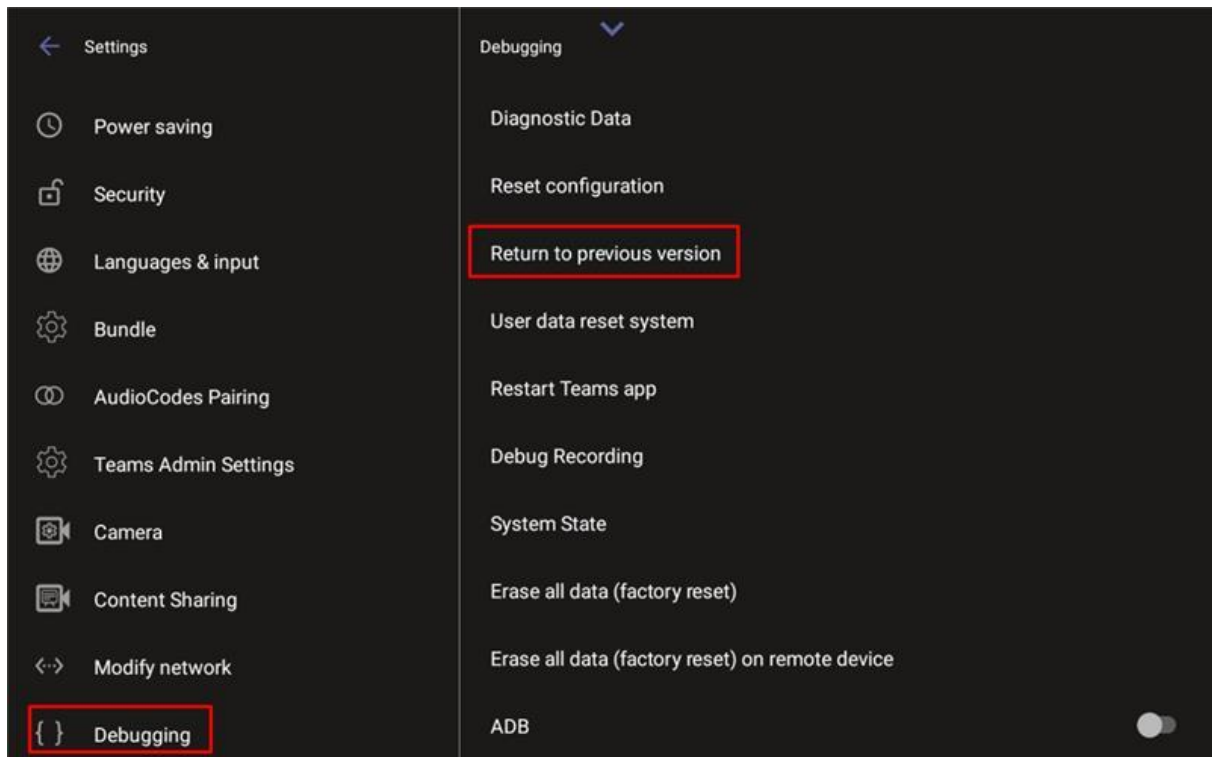 Settings
Power saving
Security
Languages & input
Bundle
AudioCodes Pairing
Teams Admin Settings
Camera
Content Sharing
Modify network
Debugging
Debugging
Diagnostic Data
Reset configuration
Return to previous version
User data reset system
Restart Teams app
Debug Recording
System State
Erase all data (factory reset)
Erase all data (factory reset) on remote device
ADB